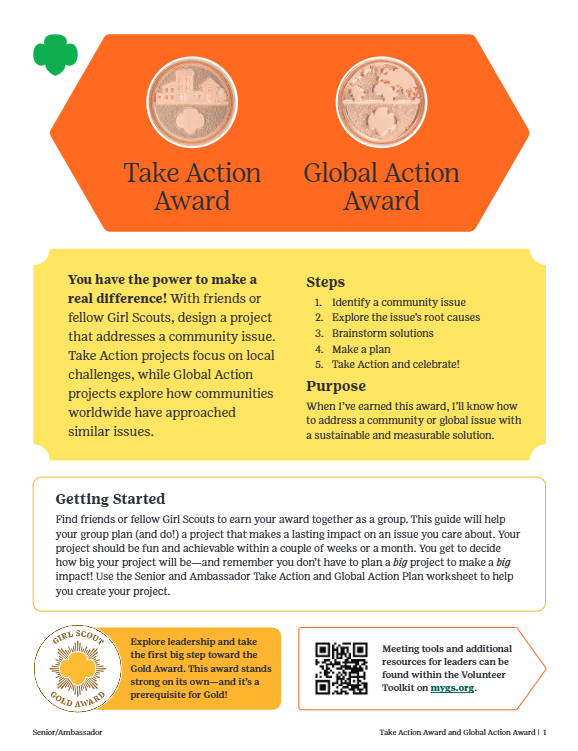 Take Action
Award
Global Action
Award
You have the power to make a
real difference! With friends or
fellow Girl Scouts, design a project
that addresses a community issue.
Take Action projects focus on local
challenges, while Global Action
projects explore how communities
worldwide have approached
similar issues.
Steps
1. Identify a community issue
2. Explore the issue’s root causes
3. Brainstorm solutions
4. Make a plan
5. Take Action and celebrate!
Purpose
When I’ve earned this award, I’ll know how
to address a community or global issue with
a sustainable and measurable solution.
Getting Started
Find friends or fellow Girl Scouts to earn your award together as a group. This guide will help
your group plan (and do!) a project that makes a lasting impact on an issue you care about. Your
project should be fun and achievable within a couple of weeks or a month. You get to decide
how big your project will be—and remember you don’t have to plan a big project to make a big
impact! Use the Senior and Ambassador Take Action and Global Action Plan worksheet to help
you create your project.
GIRL SCOUT
GOLD AWARD
Explore leadership and take
the first big step toward the
Gold Award. This award stands
strong on its own—and it’s a
prerequisite for Gold!
Meeting tools and additional
resources for leaders can be
found within the Volunteer
Toolkit on mygs.org.
Senior/Ambassador
Take Action Award and Global Action Award | 1